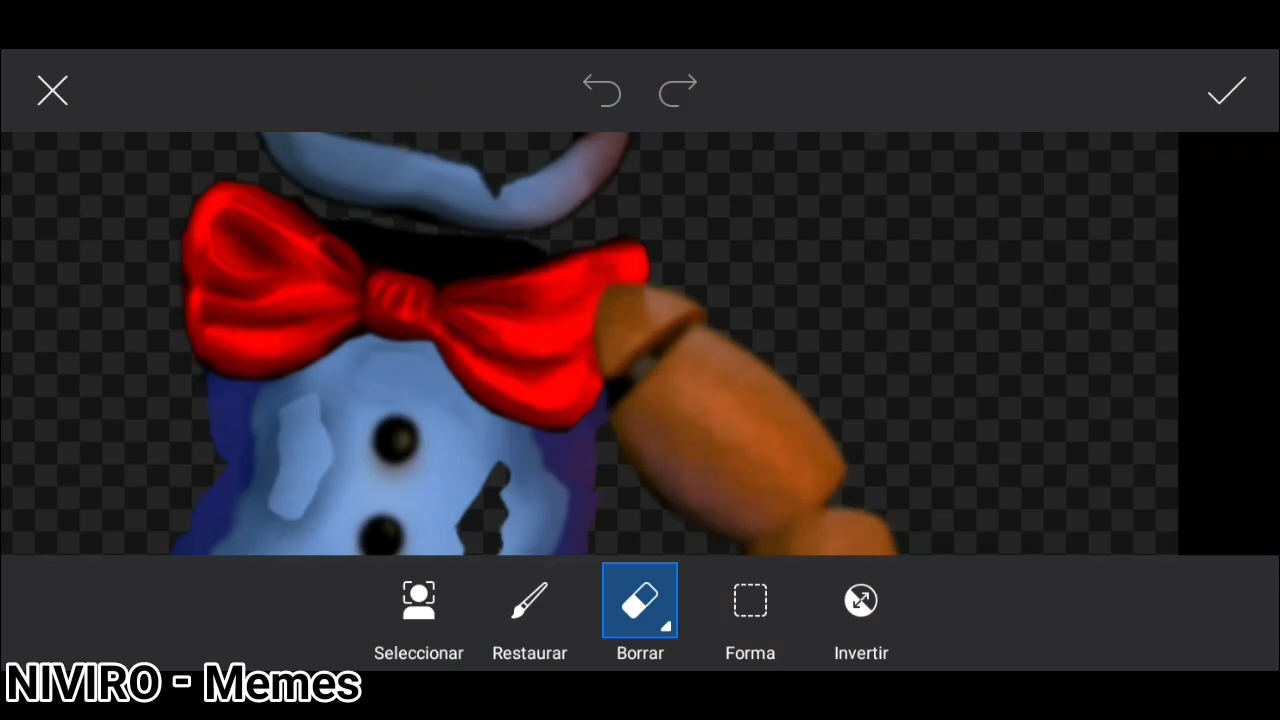 Seleccionar
Restaurar
Borrar
Forma
Invertir
NIVIRO - Memes